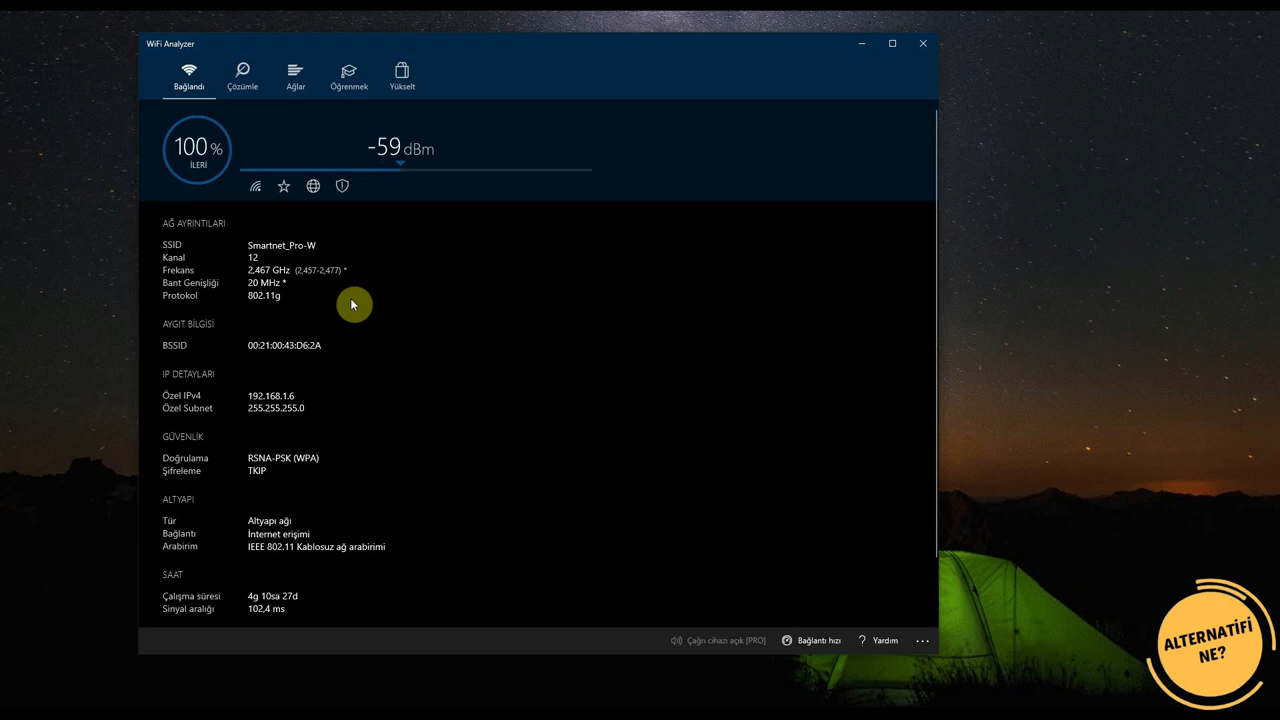 WiFi Analyzer
Bağlandı Çözümle Ağlar Öğrenmek Yükselt
100 % -59 dBm
İLERİ
AĞ AYRINTILARI
SSID Smartnet_Pro-W
Kanal 12
Frekans 2,467 GHz (2,457-2,477) *
Bant Genişliği 20 MHz *
Protokol 802.11g
AYGIT BİLGİSİ
BSSID 00:21:00:43:D6:2A
IP DETAYLARI
Özel IPv4 192.168.1.6
Özel Subnet 255.255.255.0
GÜVENLİK
Doğrulama RSNA-PSK (WPA)
Şifreleme TKIP
ALTYAPI
Tür Altyapı ağı
Bağlantı İnternet erişimi
Arabirim IEEE 802.11 Kablosuz ağ arabirimi
SAAT
Çalışma süresi 4g 10sa 27d
Sinyal aralığı 102,4 ms
Çağrı cihazı açık [PRO] Bağlantı hızı ? Yardım ...
ALTERNATİFİ
NE?